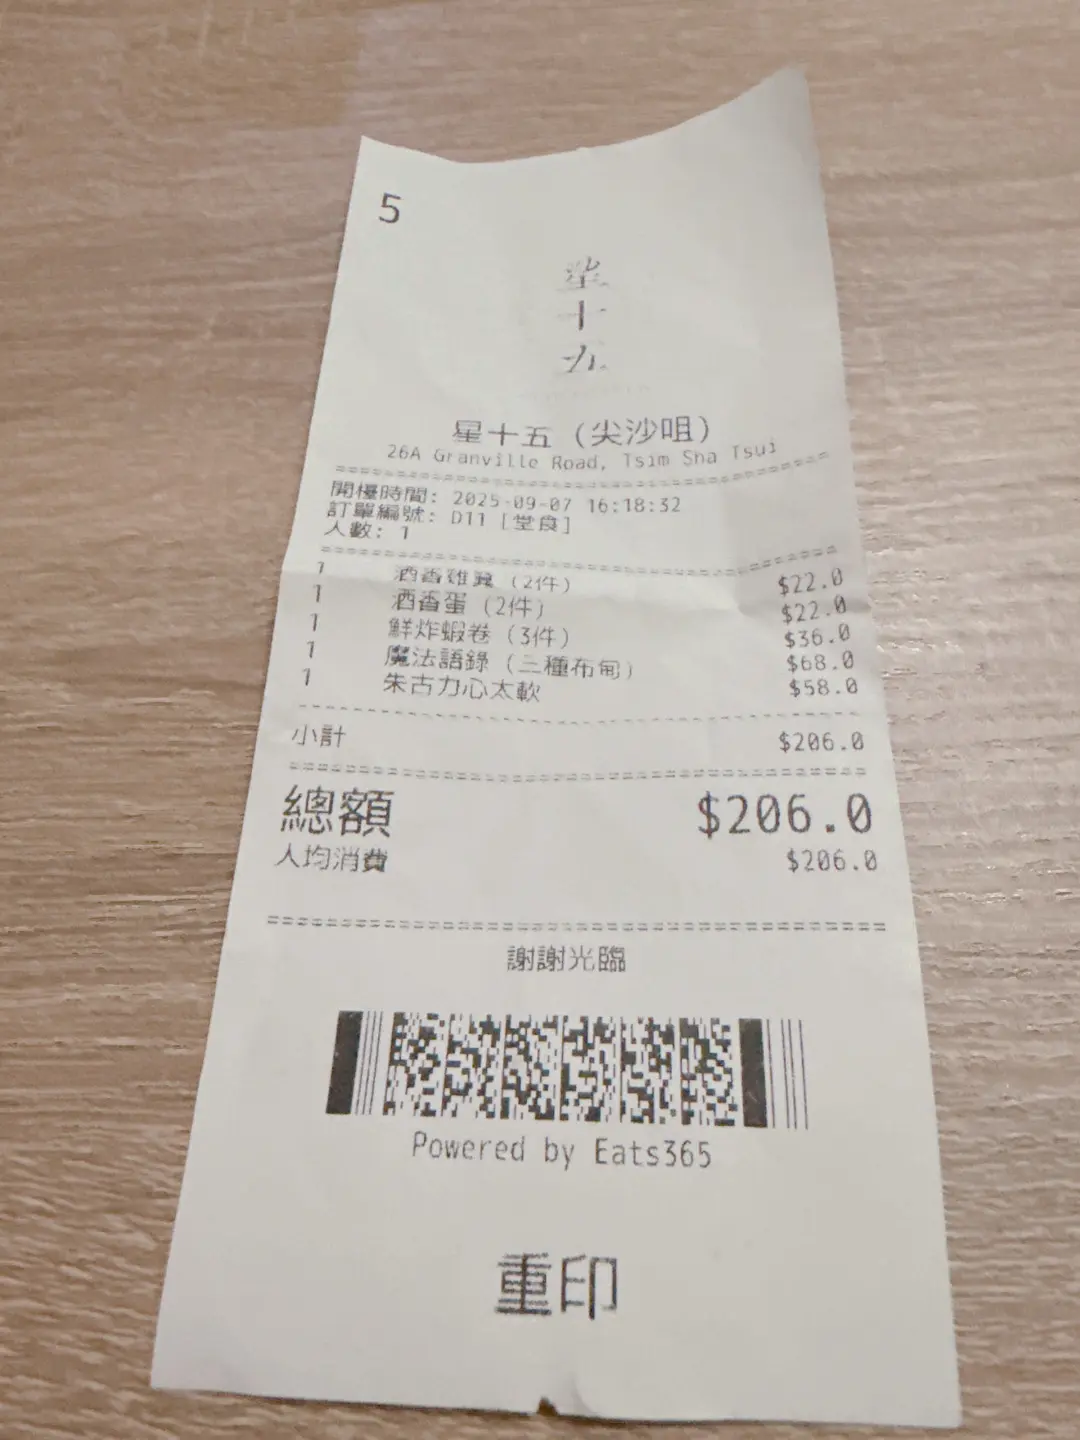 5
星
十
五
星十五 (尖沙咀)
26A Granville Road, Tsim Sha Tsui
開檯時間: 2025-09-07 16:18:32
訂單編號: D11 [堂食]
人數: 1
1 酒香雞翼 (2件) $22.0
1 酒香蛋 (2件) $22.0
1 鮮炸蝦卷 (3件) $36.0
1 魔法語錄 (三種布甸) $68.0
1 朱古力心太軟 $58.0
小計 $206.0
總額 $206.0
人均消費 $206.0
謝謝光臨
Powered by Eats365
重印